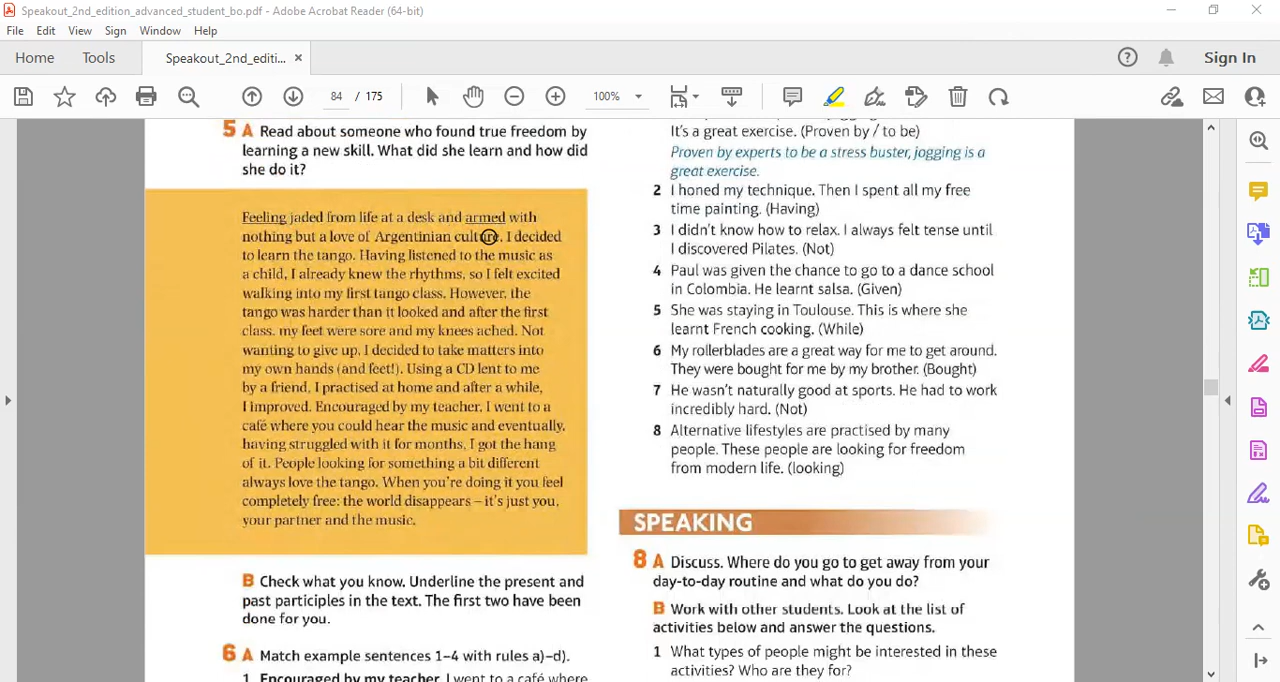 Speakout_2nd_edition_advanced_student_bo.pdf - Adobe Acrobat Reader (64-bit)
File Edit View Sign Window Help
Home Tools Speakout_2nd_editi... × Sign In
84 / 175 100%
5 A Read about someone who found true freedom by
learning a new skill. What did she learn and how did
she do it?
Feeling jaded from life at a desk and armed with
nothing but a love of Argentinian culture, I decided
to learn the tango. Having listened to the music as
a child, I already knew the rhythms, so I felt excited
walking into my first tango class. However, the
tango was harder than it looked and after the first
class, my feet were sore and my knees ached. Not
wanting to give up, I decided to take matters into
my own hands (and feet!). Using a CD lent to me
by a friend, I practised at home and after a while,
I improved. Encouraged by my teacher, I went to a
café where you could hear the music and eventually,
having struggled with it for months, I got the hang
of it. People looking for something a bit different
always love the tango. When you're doing it you feel
completely free: the world disappears – it's just you,
your partner and the music.
B Check what you know. Underline the present and
past participles in the text. The first two have been
done for you.
6 A Match example sentences 1–4 with rules a)–d).
1 Encouraged by my teacher, I went to a café where
It's a great exercise. (Proven by / to be)
Proven by experts to be a stress buster, jogging is a
great exercise.
2 I honed my technique. Then I spent all my free
time painting. (Having)
3 I didn't know how to relax. I always felt tense until
I discovered Pilates. (Not)
4 Paul was given the chance to go to a dance school
in Colombia. He learnt salsa. (Given)
5 She was staying in Toulouse. This is where she
learnt French cooking. (While)
6 My rollerblades are a great way for me to get around.
They were bought for me by my brother. (Bought)
7 He wasn't naturally good at sports. He had to work
incredibly hard. (Not)
8 Alternative lifestyles are practised by many
people. These people are looking for freedom
from modern life. (looking)
SPEAKING
8 A Discuss. Where do you go to get away from your
day-to-day routine and what do you do?
B Work with other students. Look at the list of
activities below and answer the questions.
1 What types of people might be interested in these
activities? Who are they for?